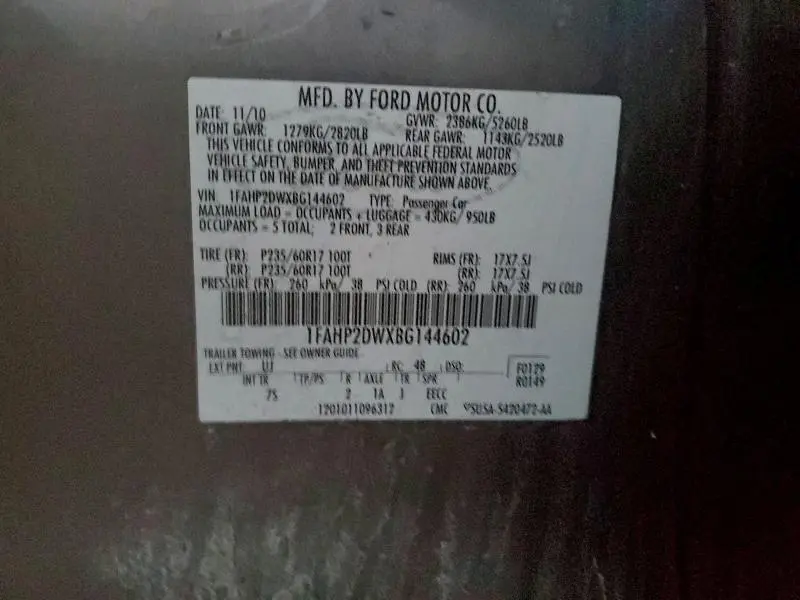 MFD. BY FORD MOTOR CO.
DATE: 11/10 GVWR: 2386KG/5260LB
FRONT GAWR: 1279KG/2820LB REAR GAWR: 1143KG/2520LB
THIS VEHICLE CONFORMS TO ALL APPLICABLE FEDERAL MOTOR
VEHICLE SAFETY, BUMPER, AND THEFT PREVENTION STANDARDS
IN EFFECT ON THE DATE OF MANUFACTURE SHOWN ABOVE.
VIN: 1FAHP2DWXBG144602 TYPE: Passenger Car
MAXIMUM LOAD = OCCUPANTS + LUGGAGE = 430KG/950LB
OCCUPANTS = 5 TOTAL; 2 FRONT, 3 REAR
TIRE (FR): P235/60R17 100T RIMS (FR): 17X7.5J
(RR): P235/60R17 100T (RR): 17X7.5J
PRESSURE (FR): 260 kPa/ 38 PSI COLD (RR): 260 kPa/ 38 PSI COLD
1FAHP2DWXBG144602
TRAILER TOWING - SEE OWNER GUIDE
EXT PNT: UJ RC: 48 DSO: F0129
INT TR TP/PS R AXLE TR SPR R0149
2 1A J EECC
1201011096312 CMC